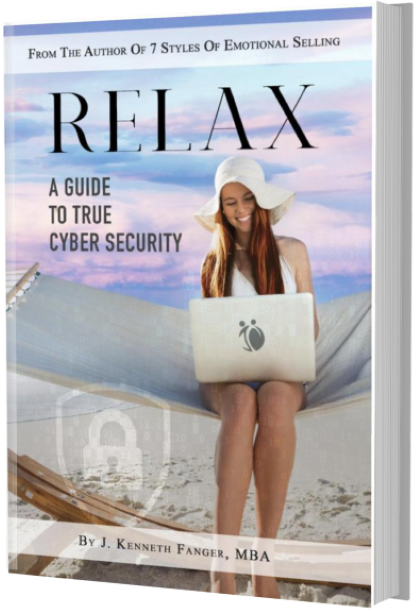 From The Author Of 7 Styles Of Emotional Selling
RELAX
A GUIDE
TO TRUE
CYBER SECURITY
By J. Kenneth Fanger, MBA